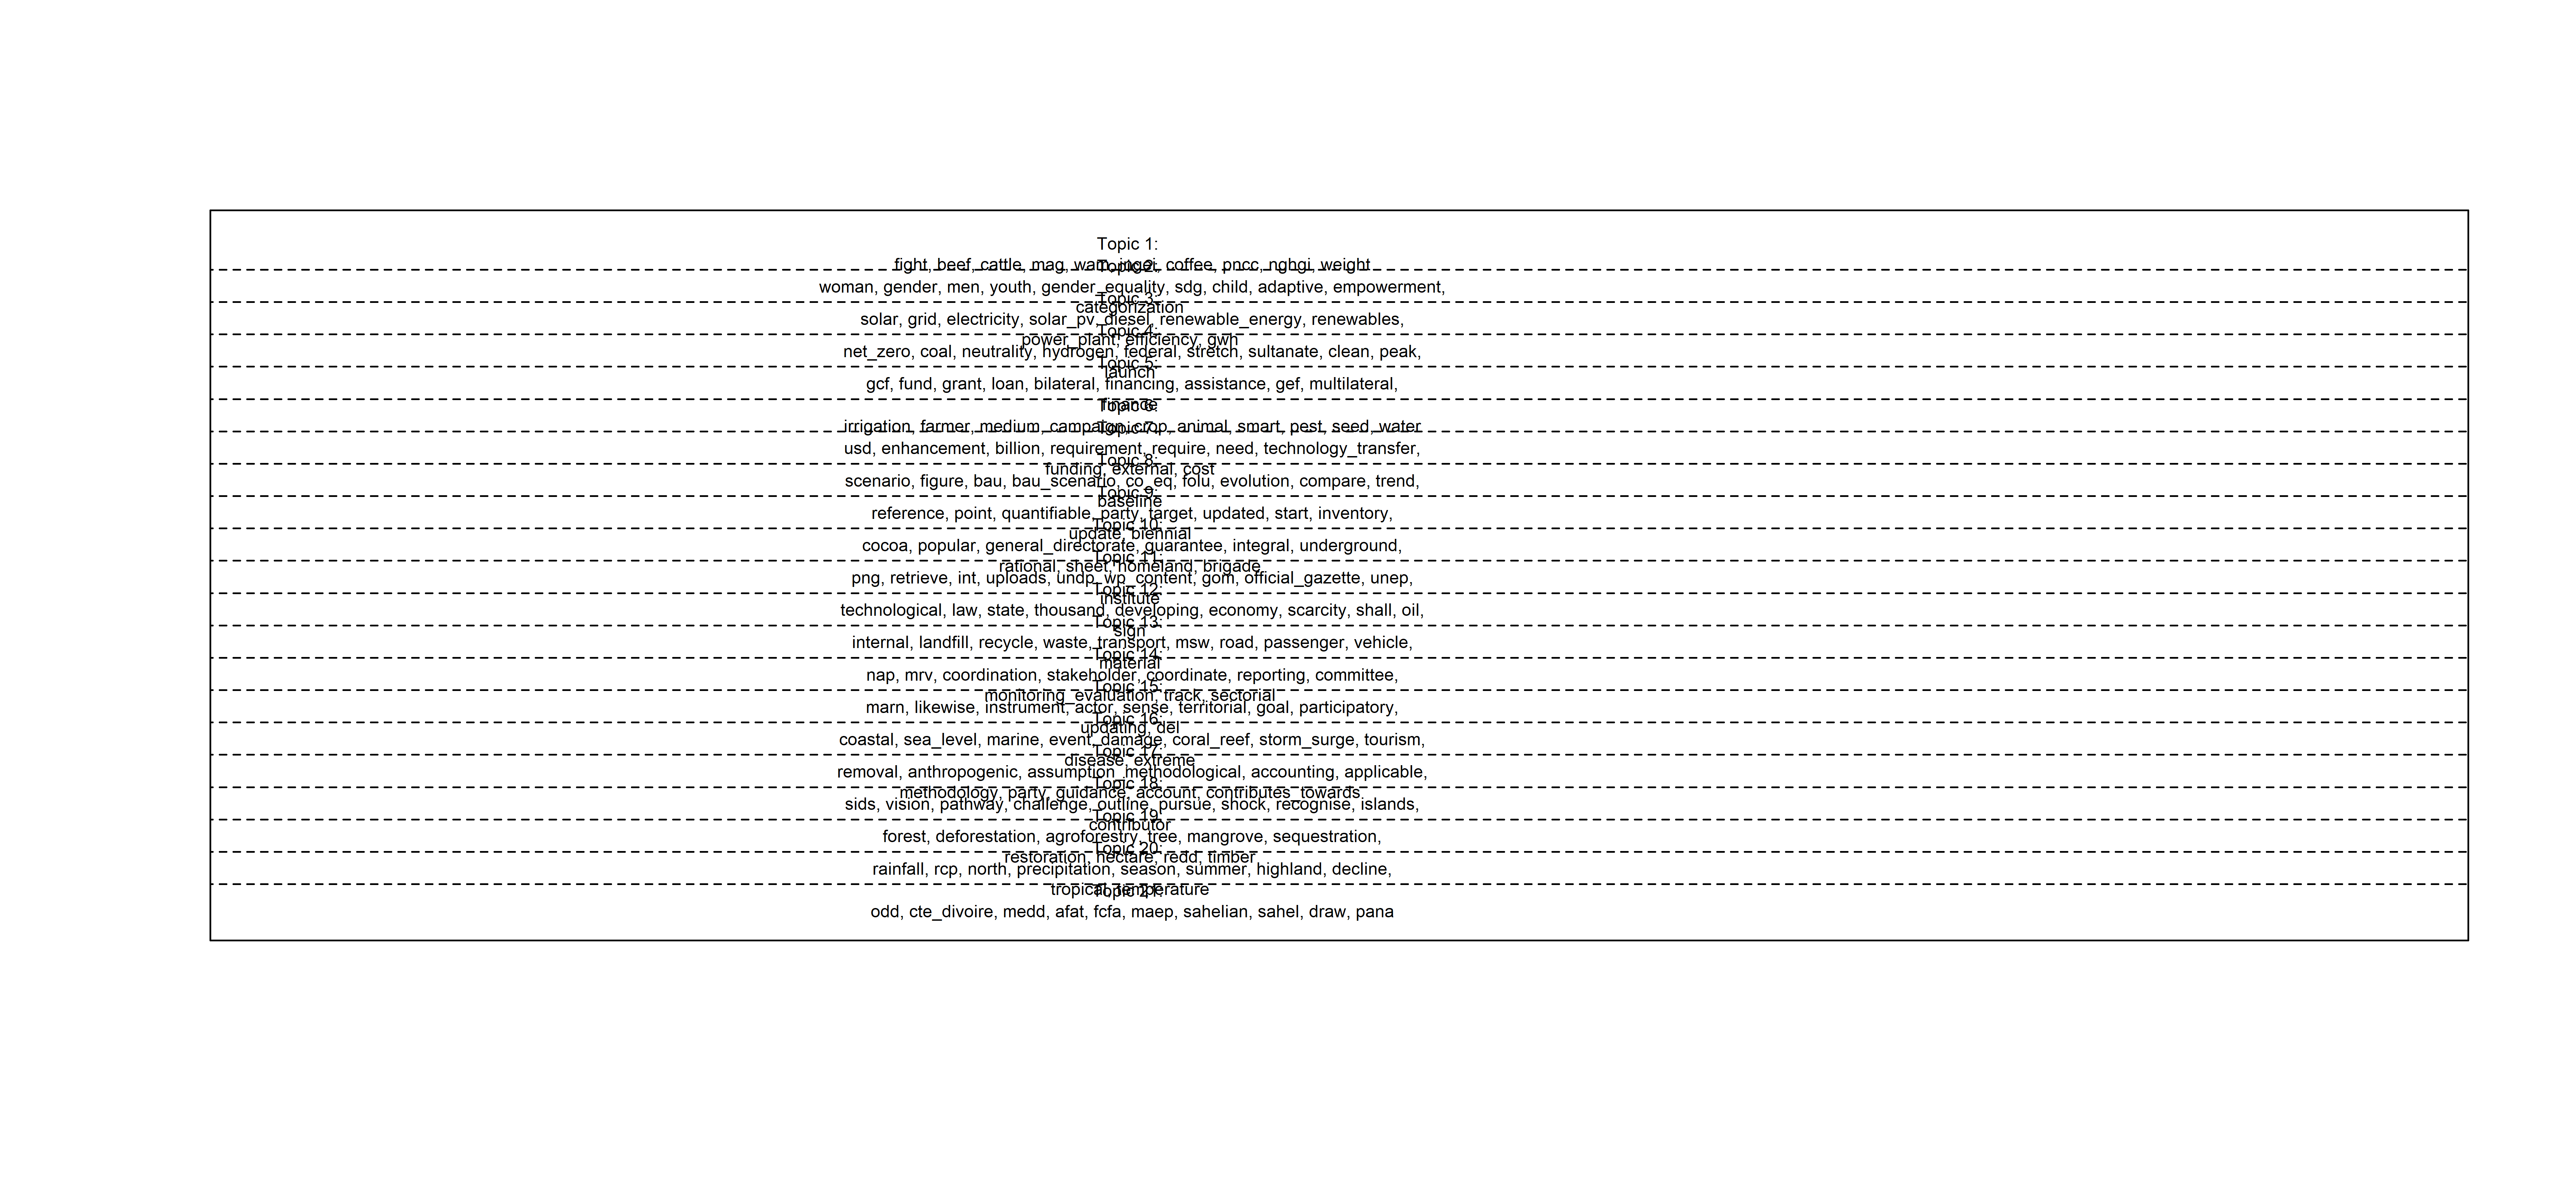 Topic 1:
fight, beef, cattle, mag, warn, ingei, coffee, pncc, nghgi, weight
Topic 2:
woman, gender, men, youth, gender_equality, sdg, child, adaptive, empowerment,
categorization
Topic 3:
solar, grid, electricity, solar_pv, diesel, renewable_energy, renewables,
power_plant, efficiency, gwh
Topic 4:
net_zero, coal, neutrality, hydrogen, federal, stretch, sultanate, clean, peak,
launch
Topic 5:
gcf, fund, grant, loan, bilateral, financing, assistance, gef, multilateral,
finance
Topic 6:
irrigation, farmer, medium, campaign, crop, animal, smart, pest, seed, water
Topic 7:
usd, enhancement, billion, requirement, require, need, technology_transfer,
funding, external, cost
Topic 8:
scenario, figure, bau, bau_scenario, co_eq, folu, evolution, compare, trend,
baseline
Topic 9:
reference, point, quantifiable, party, target, updated, start, inventory,
update, biennial
Topic 10:
cocoa, popular, general_directorate, guarantee, integral, underground,
rational, sheet, homeland, brigade
Topic 11:
png, retrieve, int, uploads, undp_wp_content, gom, official_gazette, unep,
institute
Topic 12:
technological, law, state, thousand, developing, economy, scarcity, shall, oil,
sign
Topic 13:
internal, landfill, recycle, waste, transport, msw, road, passenger, vehicle,
material
Topic 14:
nap, mrv, coordination, stakeholder, coordinate, reporting, committee,
monitoring_evaluation, track, sectorial
Topic 15:
marn, likewise, instrument, actor, sense, territorial, goal, participatory,
updating, del
Topic 16:
coastal, sea_level, marine, event, damage, coral_reef, storm_surge, tourism,
disease, extreme
Topic 17:
removal, anthropogenic, assumption_methodological, accounting, applicable,
methodology, party, guidance, account, contributes_towards
Topic 18:
sids, vision, pathway, challenge, outline, pursue, shock, recognise, islands,
contributor
Topic 19:
forest, deforestation, agroforestry, tree, mangrove, sequestration,
restoration, hectare, redd, timber
Topic 20:
rainfall, rcp, north, precipitation, season, summer, highland, decline,
tropical, temperature
Topic 21:
odd, cte_divoire, medd, afat, fcfa, maep, sahelian, sahel, draw, pana